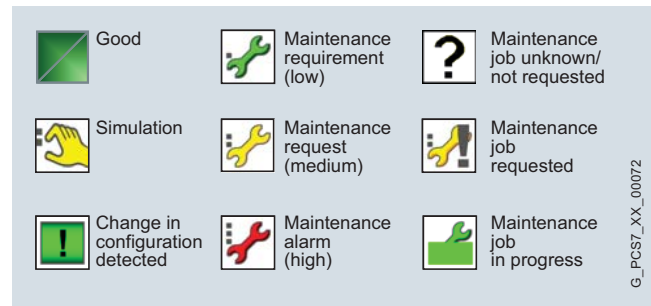 Good
Maintenance
requirement
(low)
Maintenance
job unknown/
not requested
Simulation
Maintenance
request
(medium)
Maintenance
job
requested
Change in
configuration
detected
Maintenance
alarm
(high)
Maintenance
job
in progress
G_PCS7_XX_00072